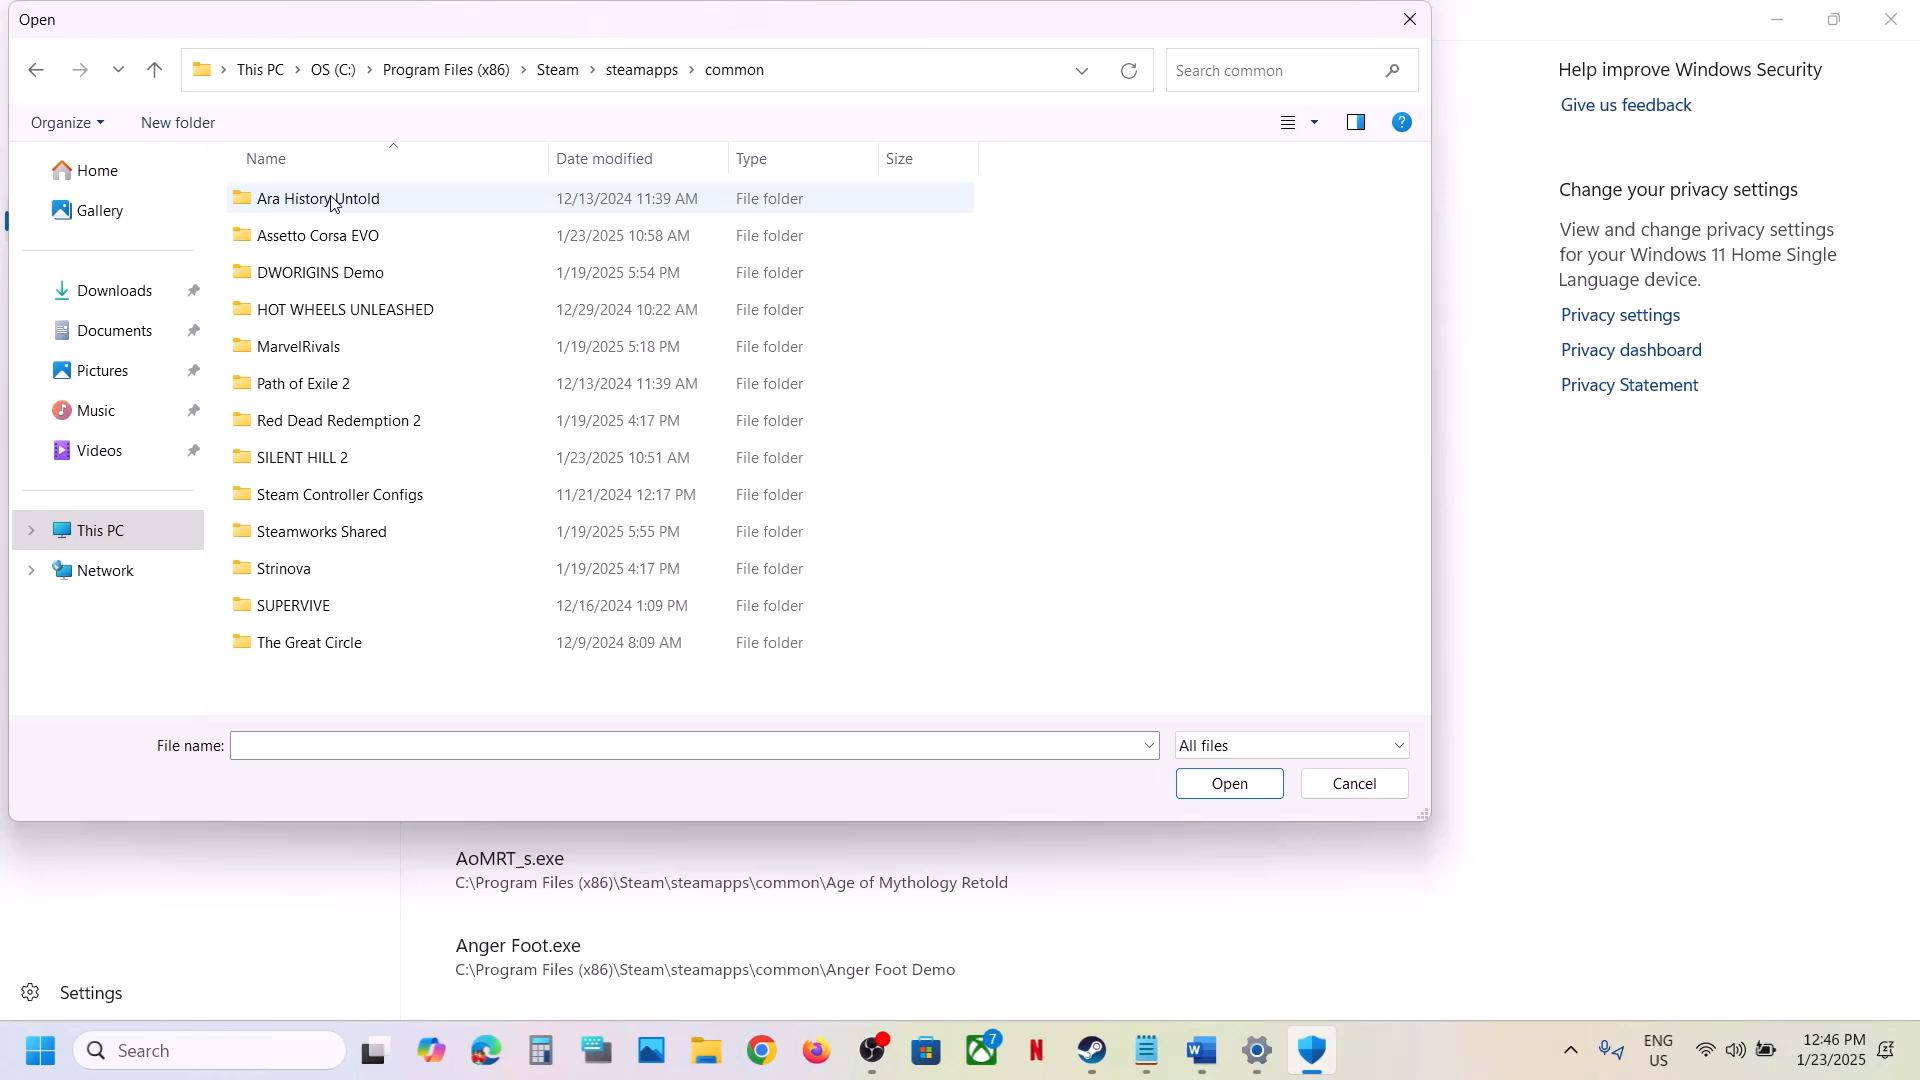 Open
This PC > OS (C:) > Program Files (x86) > Steam > steamapps > common
Search common
Organize
New folder
?
Home
Gallery
Downloads
Documents
Pictures
Music
Videos
This PC
Network
Name Date modified Type Size
Ara History Untold 12/13/2024 11:39 AM File folder
Assetto Corsa EVO 1/23/2025 10:58 AM File folder
DWORIGINS Demo 1/19/2025 5:54 PM File folder
HOT WHEELS UNLEASHED 12/29/2024 10:22 AM File folder
MarvelRivals 1/19/2025 5:18 PM File folder
Path of Exile 2 12/13/2024 11:39 AM File folder
Red Dead Redemption 2 1/19/2025 4:17 PM File folder
SILENT HILL 2 1/23/2025 10:51 AM File folder
Steam Controller Configs 11/21/2024 12:17 PM File folder
Steamworks Shared 1/19/2025 5:55 PM File folder
Strinova 1/19/2025 4:17 PM File folder
SUPERVIVE 12/16/2024 1:09 PM File folder
The Great Circle 12/9/2024 8:09 AM File folder
File name:
All files
Open
Cancel
Help improve Windows Security
Give us feedback
Change your privacy settings
View and change privacy settings
for your Windows 11 Home Single
Language device.
Privacy settings
Privacy dashboard
Privacy Statement
AoMRT_s.exe
C:\Program Files (x86)\Steam\steamapps\common\Age of Mythology Retold
Anger Foot.exe
C:\Program Files (x86)\Steam\steamapps\common\Anger Foot Demo
Settings
Search
7
N
W
ENG
US
12:46 PM
1/23/2025